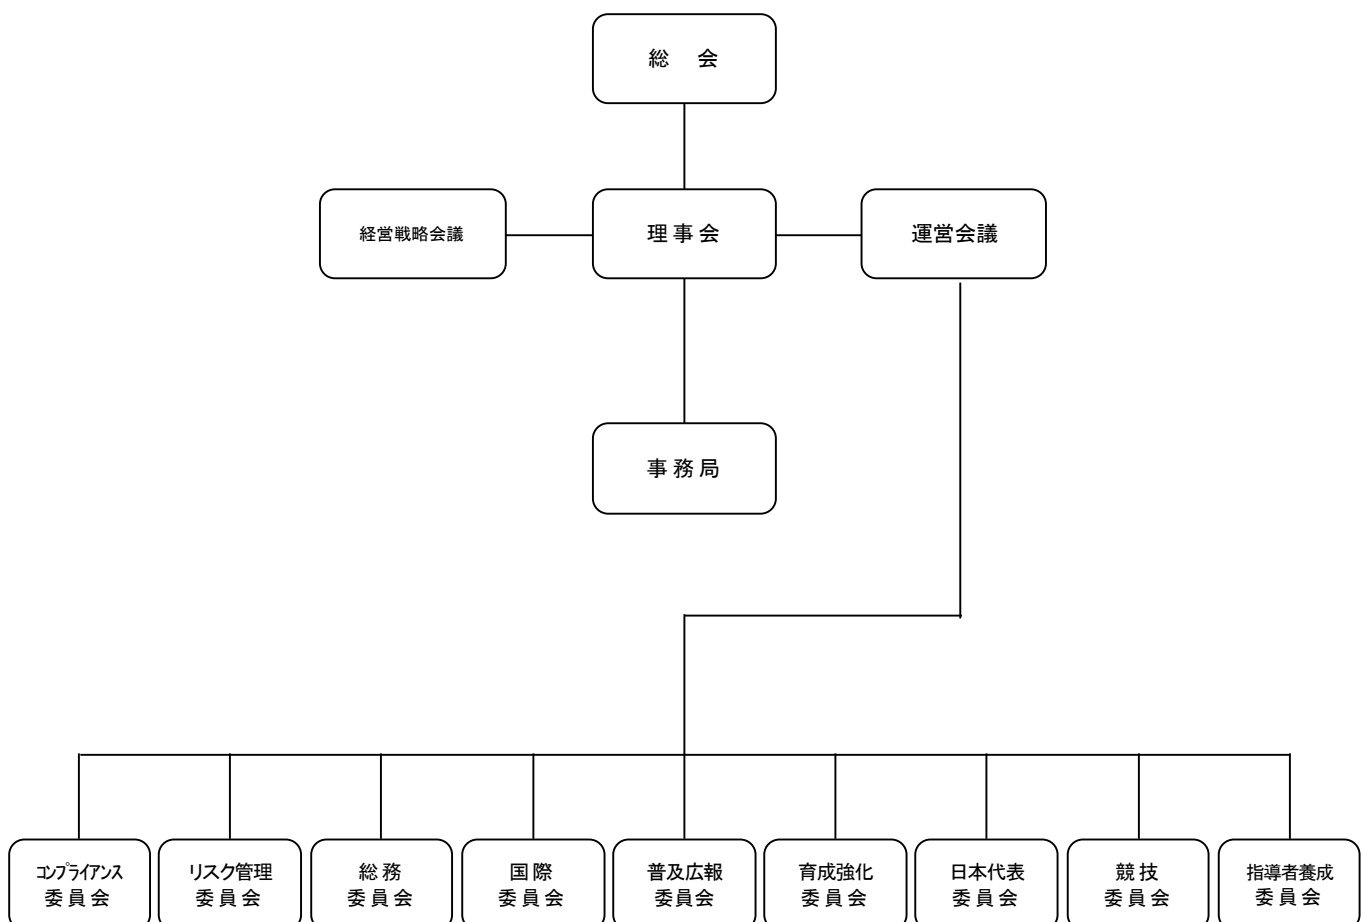 総　会
経営戦略会議
理事会
運営会議
事務局
コンプライアンス
委員会
リスク管理
委員会
総務
委員会
国際
委員会
普及広報
委員会
育成強化
委員会
日本代表
委員会
競技
委員会
指導者養成
委員会